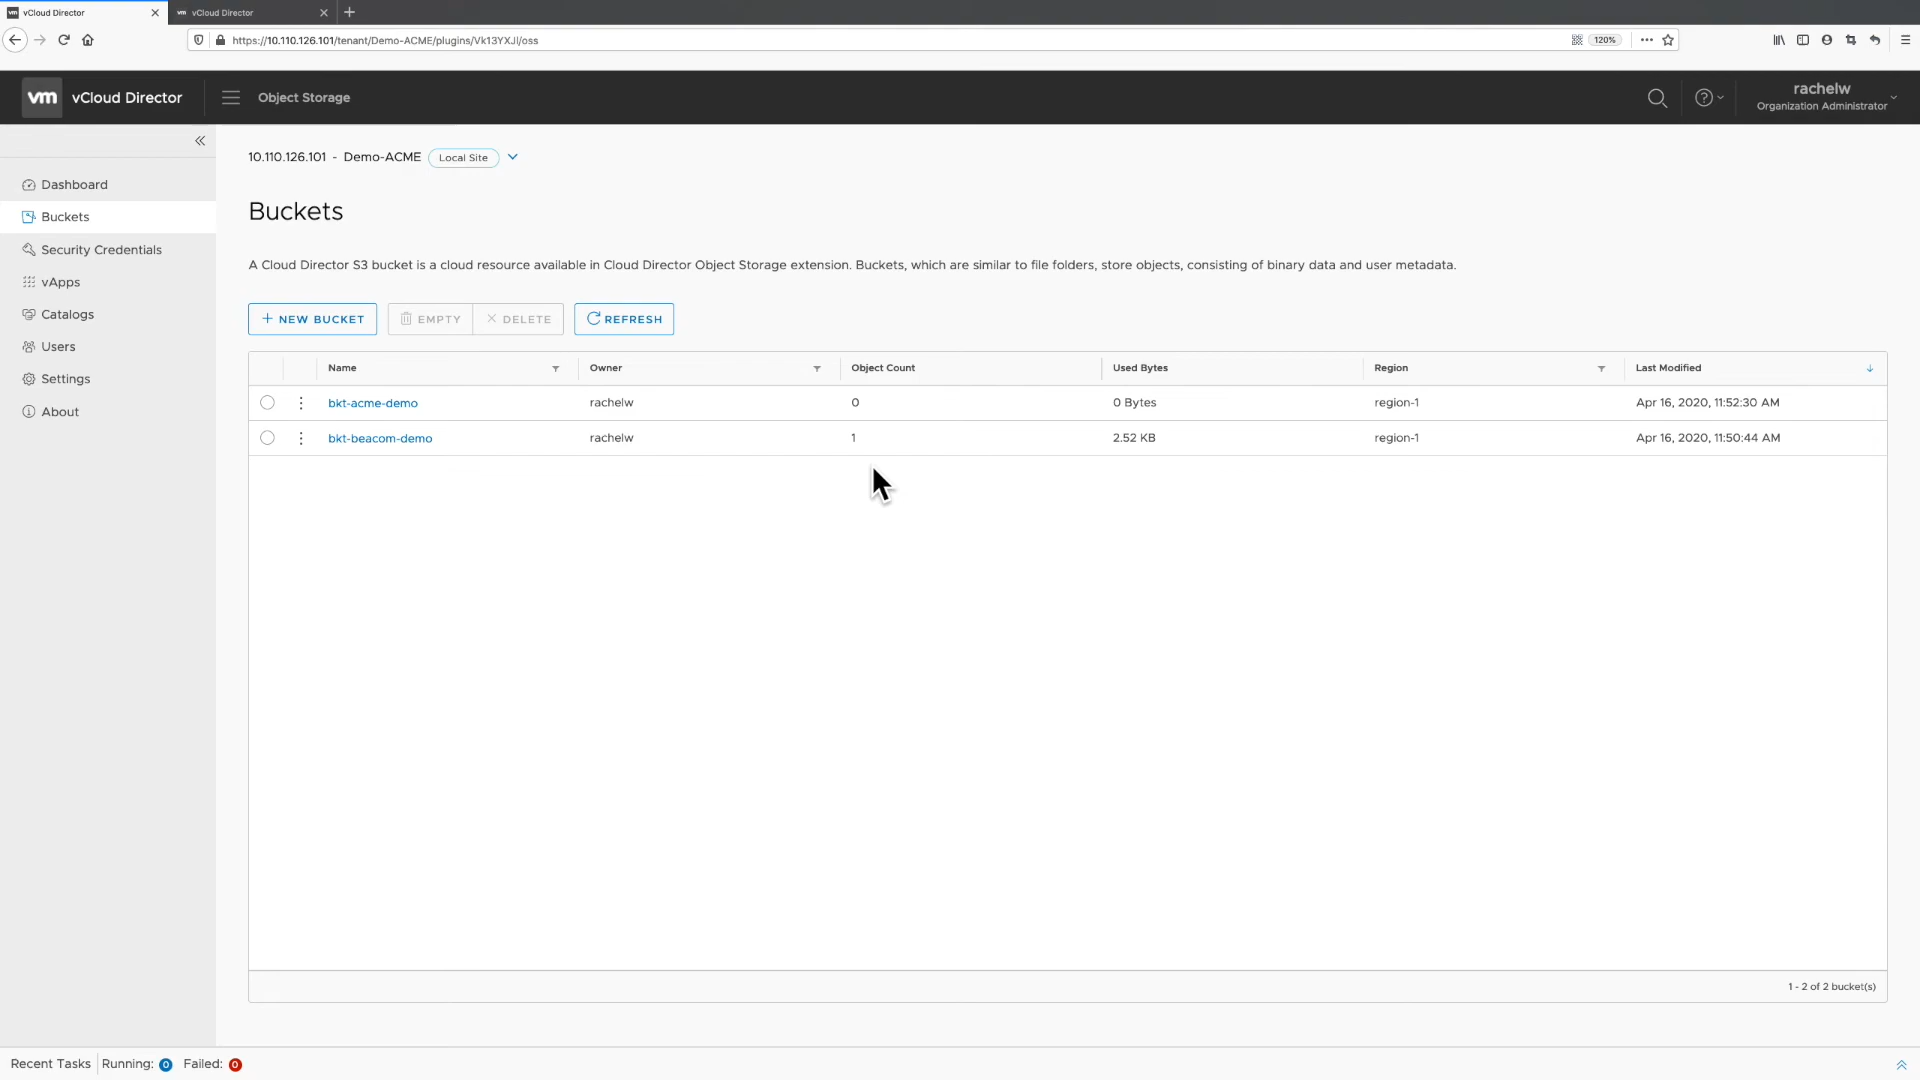 vm vCloud Director
vm vCloud Director
https://10.110.126.101/tenant/Demo-ACME/plugins/Vk13YXJl/oss
120%
vm vCloud Director
Object Storage
rachelw
Organization Administrator
10.110.126.101 - Demo-ACME Local Site
Dashboard
Buckets
Security Credentials
vApps
Catalogs
Users
Settings
About
Buckets
A Cloud Director S3 bucket is a cloud resource available in Cloud Director Object Storage extension. Buckets, which are similar to file folders, store objects, consisting of binary data and user metadata.
+ NEW BUCKET EMPTY × DELETE REFRESH
Name Owner Object Count Used Bytes Region Last Modified
bkt-acme-demo rachelw 0 0 Bytes region-1 Apr 16, 2020, 11:52:30 AM
bkt-beacom-demo rachelw 1 2.52 KB region-1 Apr 16, 2020, 11:50:44 AM
1 - 2 of 2 bucket(s)
Recent Tasks Running: 0 Failed: 0